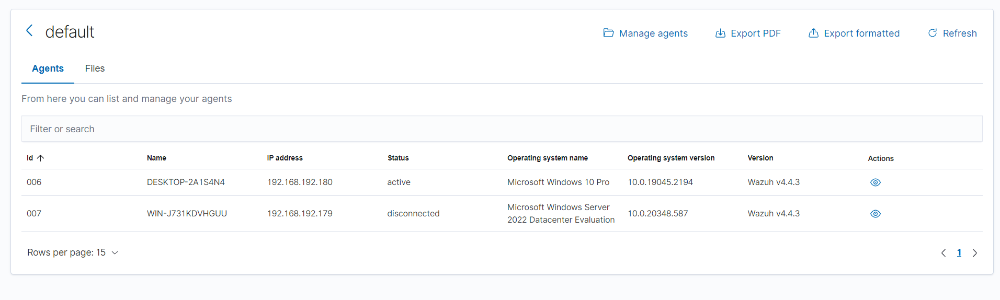 default
Manage agents Export PDF Export formatted Refresh
Agents Files
From here you can list and manage your agents
Filter or search
Id Name IP address Status Operating system name Operating system version Version Actions
006 DESKTOP-2A1S4N4 192.168.192.180 active Microsoft Windows 10 Pro 10.0.19045.2194 Wazuh v4.4.3
007 WIN-J731KDVHGUU 192.168.192.179 disconnected Microsoft Windows Server 2022 Datacenter Evaluation 10.0.20348.587 Wazuh v4.4.3
Rows per page: 15 1